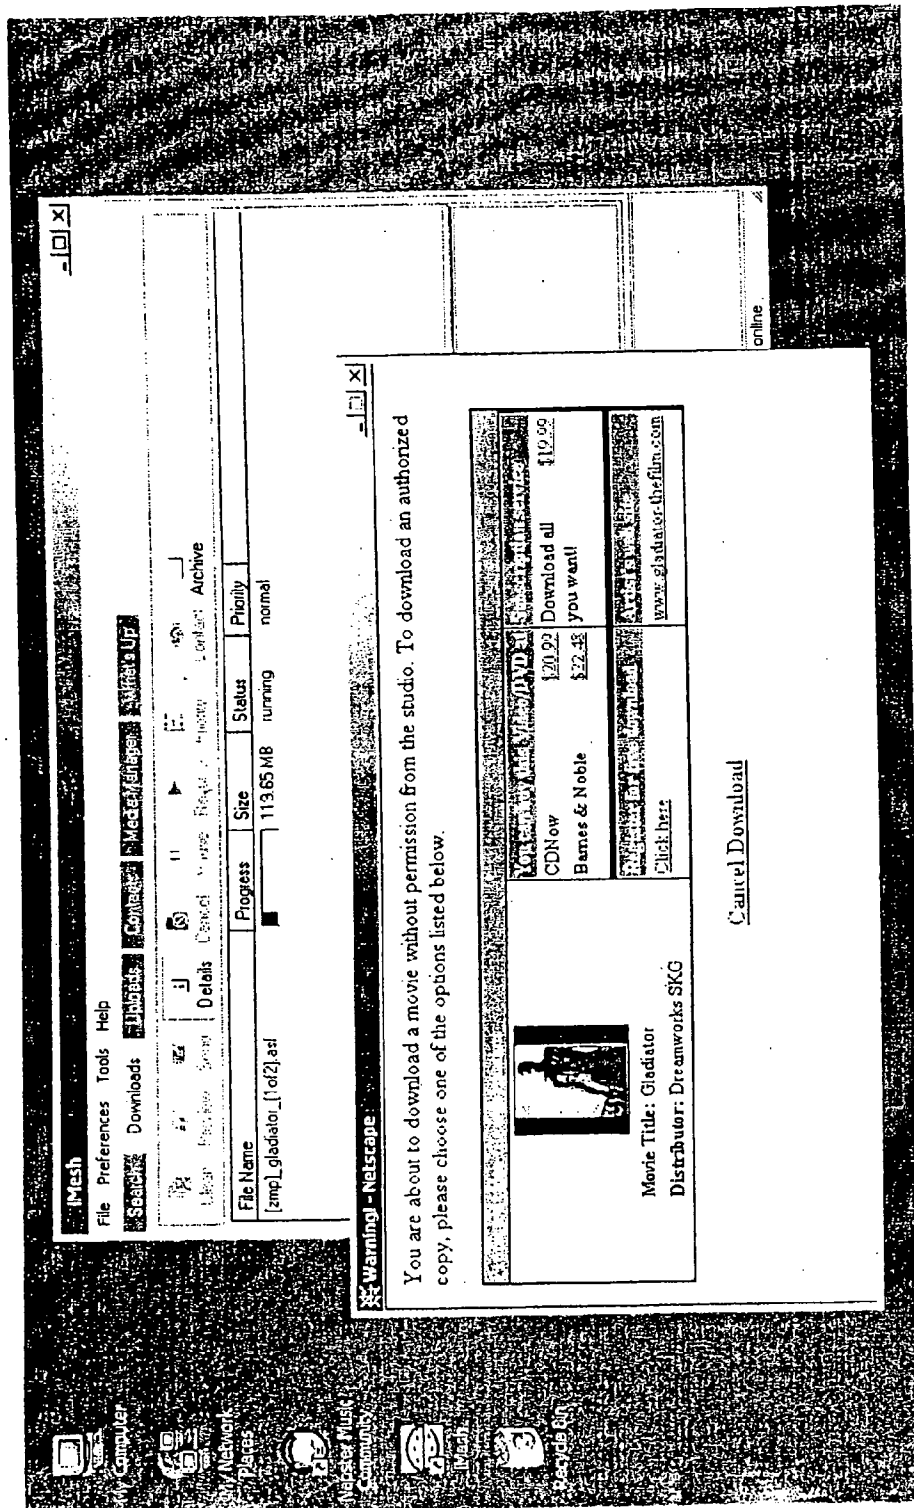 iMesh
File Preferences Tools Help
Search Downloads Uploads Contacts Media Manager What's Up?
Details Cancel Contact Archive
File Name Progress Size Status Priority
[zmp]_gladiator_[1of2].asf 113.65 MB running normal
online
Warning! - Netscape
You are about to download a movie without permission from the studio. To download an authorized
copy, please choose one of the options listed below.
CDNow $20.99 Download all $19.99
Barnes & Noble $22.48 you want!!
Click here www.gladiator-thefilm.com
Movie Title: Gladiator
Distributor: Dreamworks SKG
Cancel Download
My Computer
My Network
Places
Napster Music
Community
iMesh
Recycle Bin